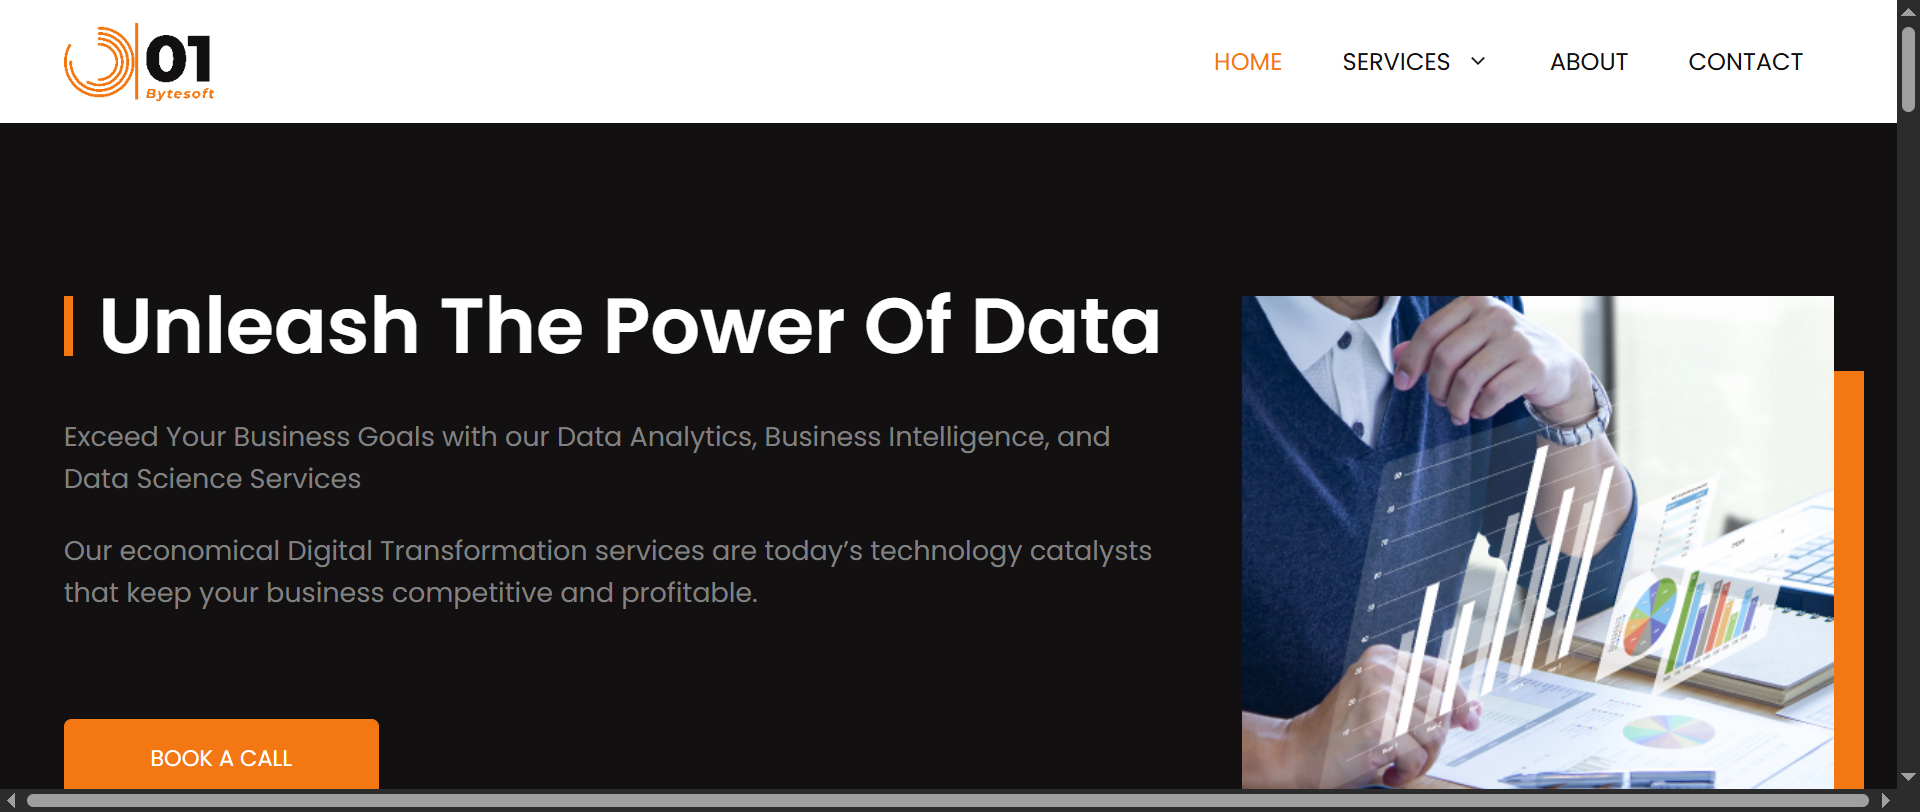 01
Bytesoft
HOME
SERVICES
ABOUT
CONTACT
Unleash The Power Of Data
Exceed Your Business Goals with our Data Analytics, Business Intelligence, and
Data Science Services
Our economical Digital Transformation services are today’s technology catalysts
that keep your business competitive and profitable.
BOOK A CALL